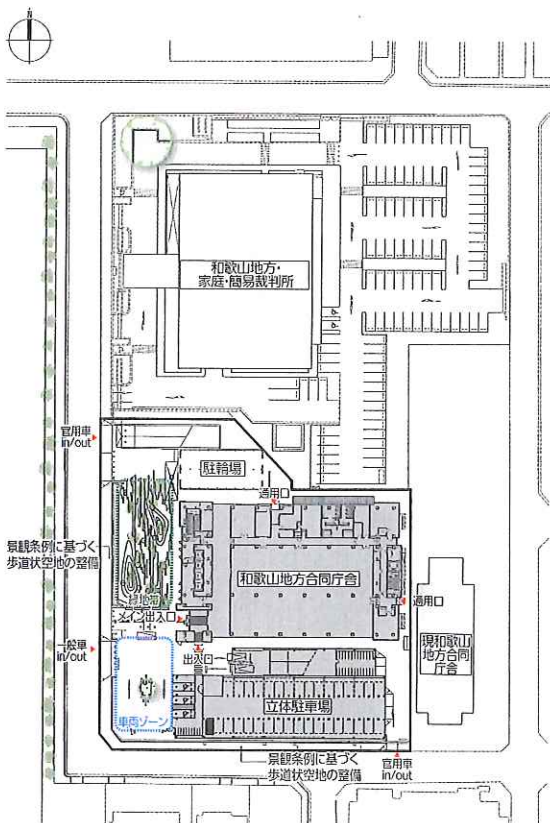 N
和歌山地方・
家庭・簡易裁判所
官用車
in/out
駐輪場
通用口
景観条例に基づく
歩道状空地の整備
和歌山地方合同庁舎
緑地帯
メイン出入口
通用口
現和歌山
地方合同
庁舎
一般車
in/out
出入口
立体駐車場
車両ゾーン
景観条例に基づく
歩道状空地の整備
官用車
in/out